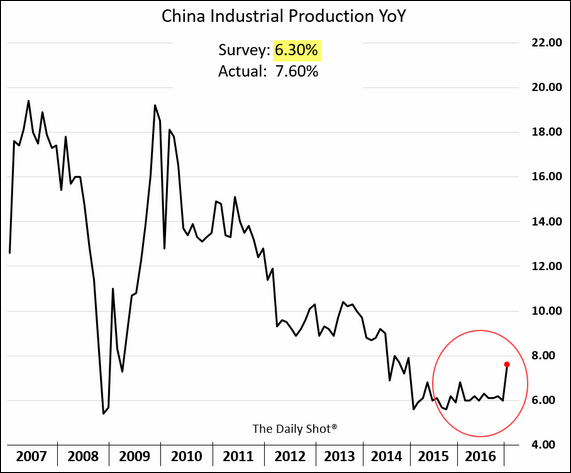 China Industrial Production YoY
Survey: 6.30%
Actual: 7.60%
22.00
20.00
18.00
16.00
14.00
12.00
10.00
8.00
6.00
4.00
The Daily Shot®
2007 2008 2009 2010 2011 2012 2013 2014 2015 2016